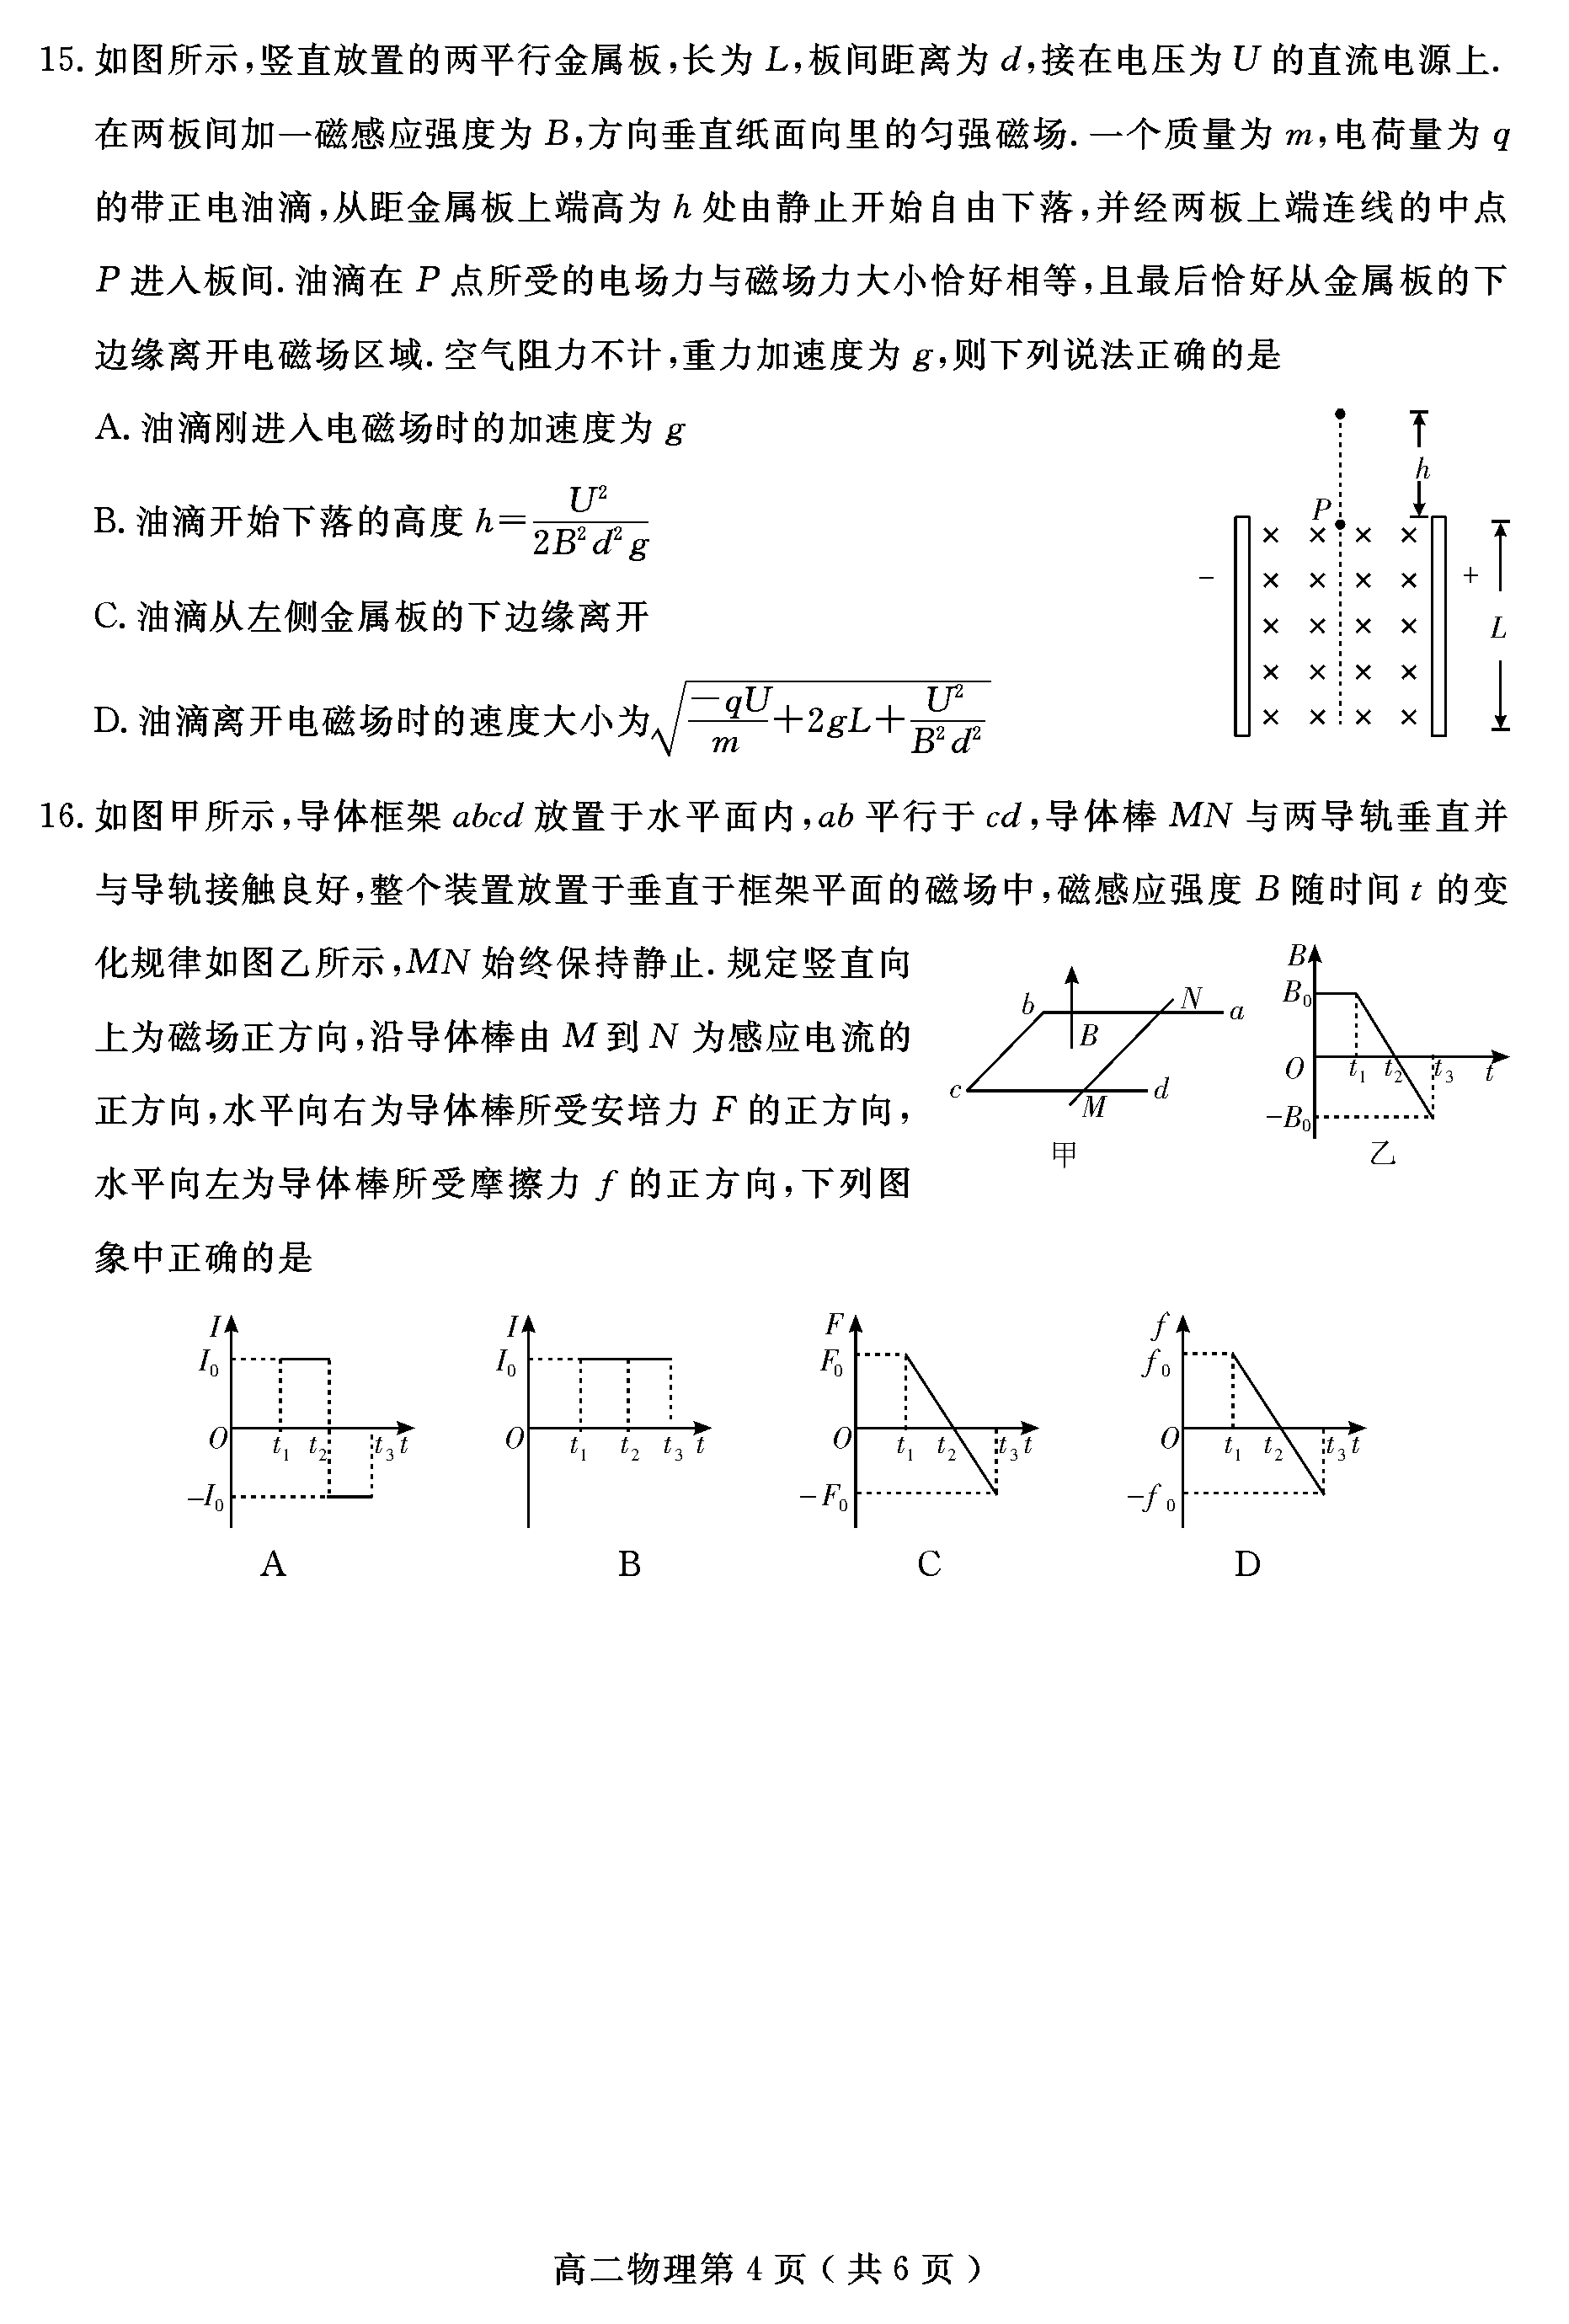 15. 如图所示,竖直放置的两平行金属板,长为 L,板间距离为 d,接在电压为 U 的直流电源上.
在两板间加一磁感应强度为 B,方向垂直纸面向里的匀强磁场. 一个质量为 m,电荷量为 q
的带正电油滴,从距金属板上端高为 h 处由静止开始自由下落,并经两板上端连线的中点
P 进入板间. 油滴在 P 点所受的电场力与磁场力大小恰好相等,且最后恰好从金属板的下
边缘离开电磁场区域. 空气阻力不计,重力加速度为 g,则下列说法正确的是
A. 油滴刚进入电磁场时的加速度为 g
B. 油滴开始下落的高度 h=U²/(2B²d²g)
C. 油滴从左侧金属板的下边缘离开
D. 油滴离开电磁场时的速度大小为√(−qU/m+2gL+U²/(B²d²))
h
P
× × × ×
− × × × × +
× × × × L
× × × ×
× × × ×
16. 如图甲所示,导体框架 abcd 放置于水平面内,ab 平行于 cd,导体棒 MN 与两导轨垂直并
与导轨接触良好,整个装置放置于垂直于框架平面的磁场中,磁感应强度 B 随时间 t 的变
化规律如图乙所示,MN 始终保持静止. 规定竖直向
上为磁场正方向,沿导体棒由 M 到 N 为感应电流的
正方向,水平向右为导体棒所受安培力 F 的正方向,
水平向左为导体棒所受摩擦力 f 的正方向,下列图
象中正确的是
b N a
B
c M d
甲
B
B₀
O t₁ t₂ t₃ t
−B₀
乙
I
I₀
O t₁ t₂ t₃ t
−I₀
A
I
I₀
O t₁ t₂ t₃ t
B
F
F₀
O t₁ t₂ t₃ t
−F₀
C
f
f₀
O t₁ t₂ t₃ t
−f₀
D
高二物理第 4 页 ( 共 6 页 )